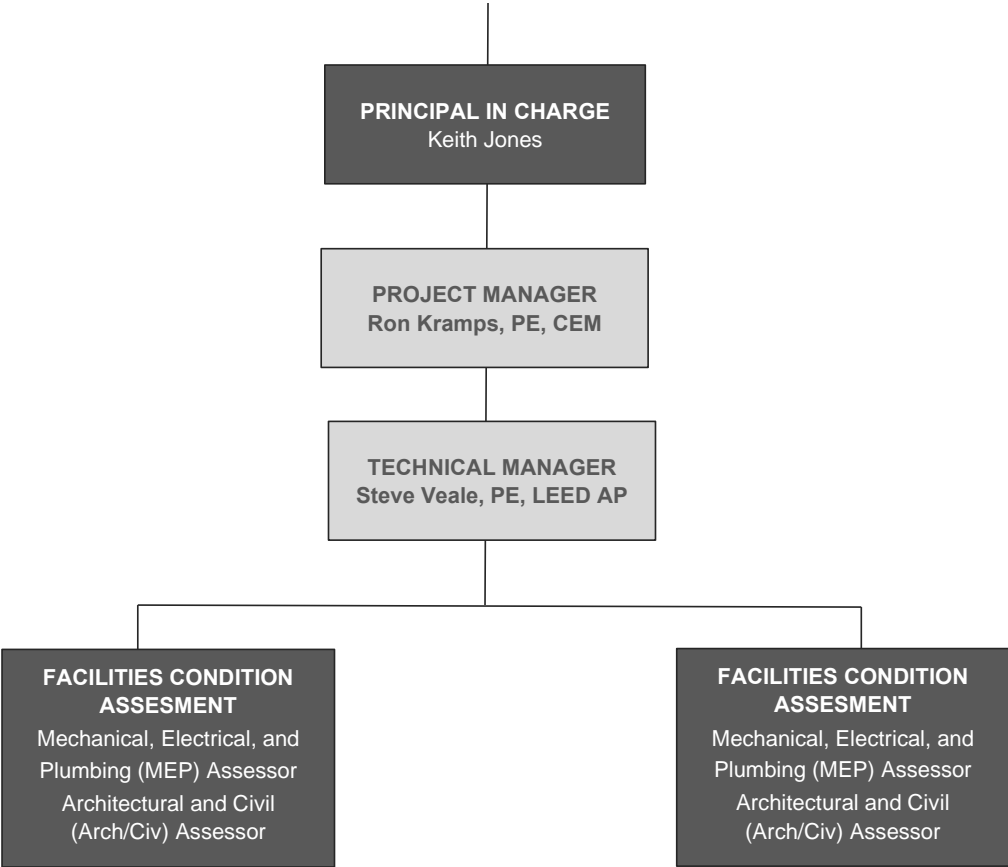 PRINCIPAL IN CHARGE
Keith Jones
PROJECT MANAGER
Ron Kramps, PE, CEM
TECHNICAL MANAGER
Steve Veale, PE, LEED AP
FACILITIES CONDITION
ASSESMENT
Mechanical, Electrical, and
Plumbing (MEP) Assessor
Architectural and Civil
(Arch/Civ) Assessor
FACILITIES CONDITION
ASSESMENT
Mechanical, Electrical, and
Plumbing (MEP) Assessor
Architectural and Civil
(Arch/Civ) Assessor